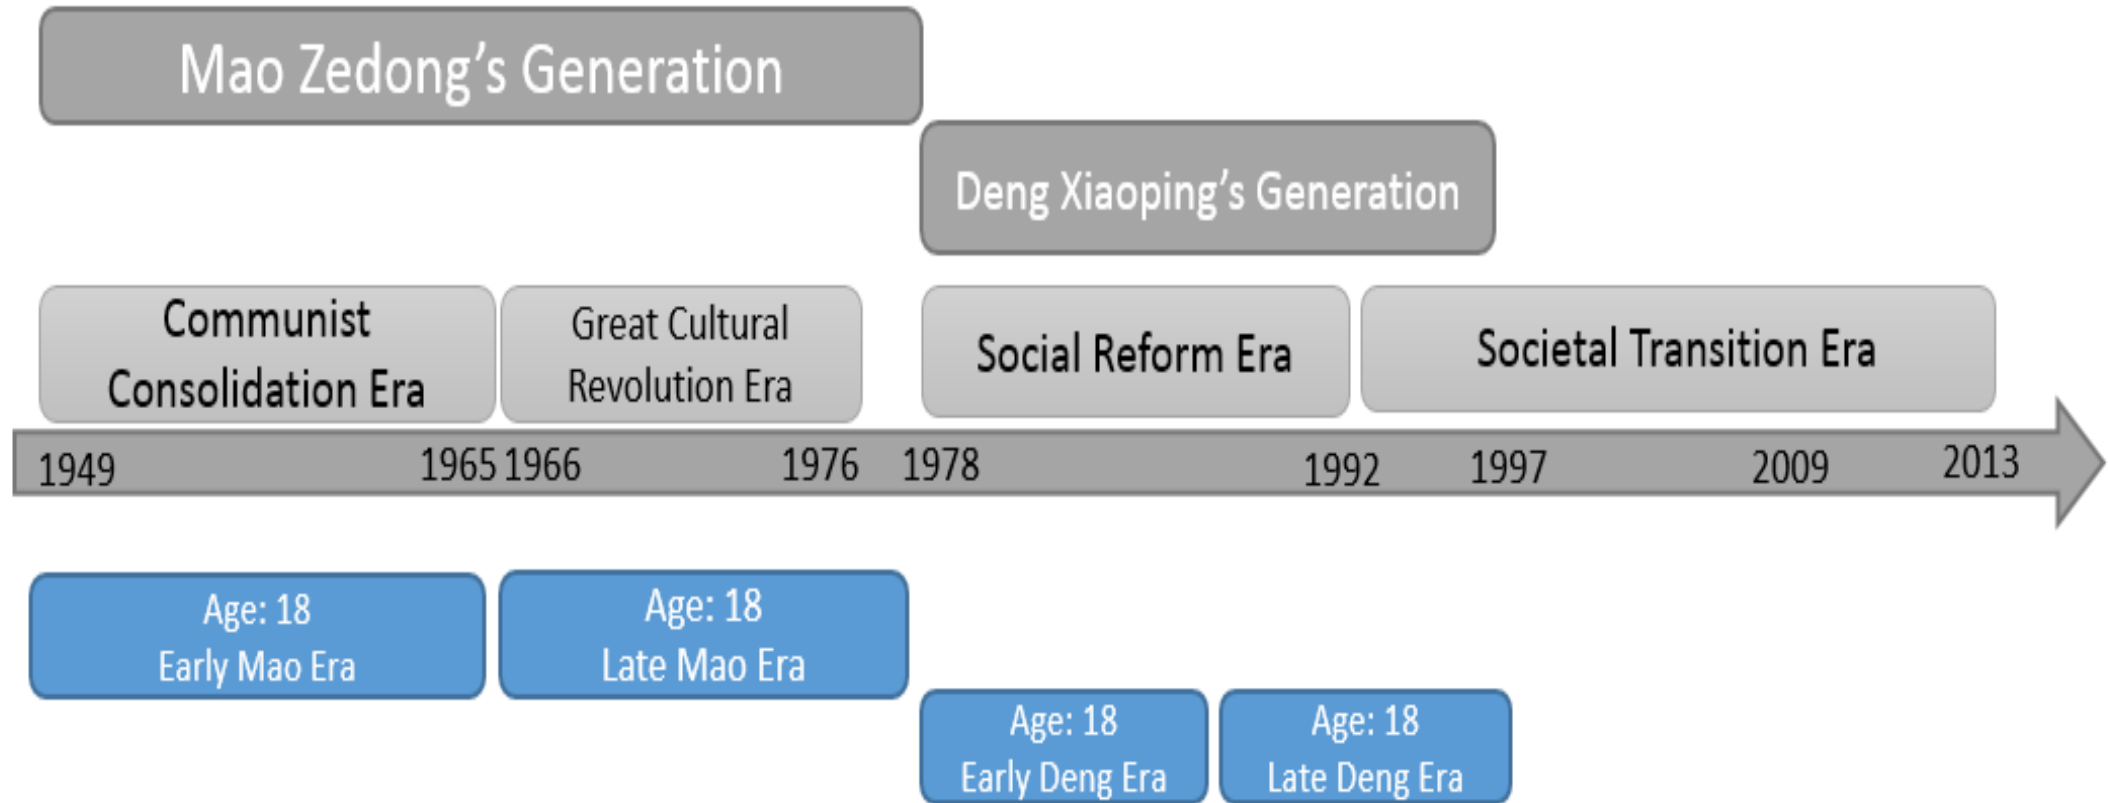 Mao Zedong’s Generation
Deng Xiaoping’s Generation
Communist
Consolidation Era
Great Cultural
Revolution Era
Social Reform Era
Societal Transition Era
1949 1965 1966 1976 1978 1992 1997 2009 2013
Age: 18
Early Mao Era
Age: 18
Late Mao Era
Age: 18
Early Deng Era
Age: 18
Late Deng Era